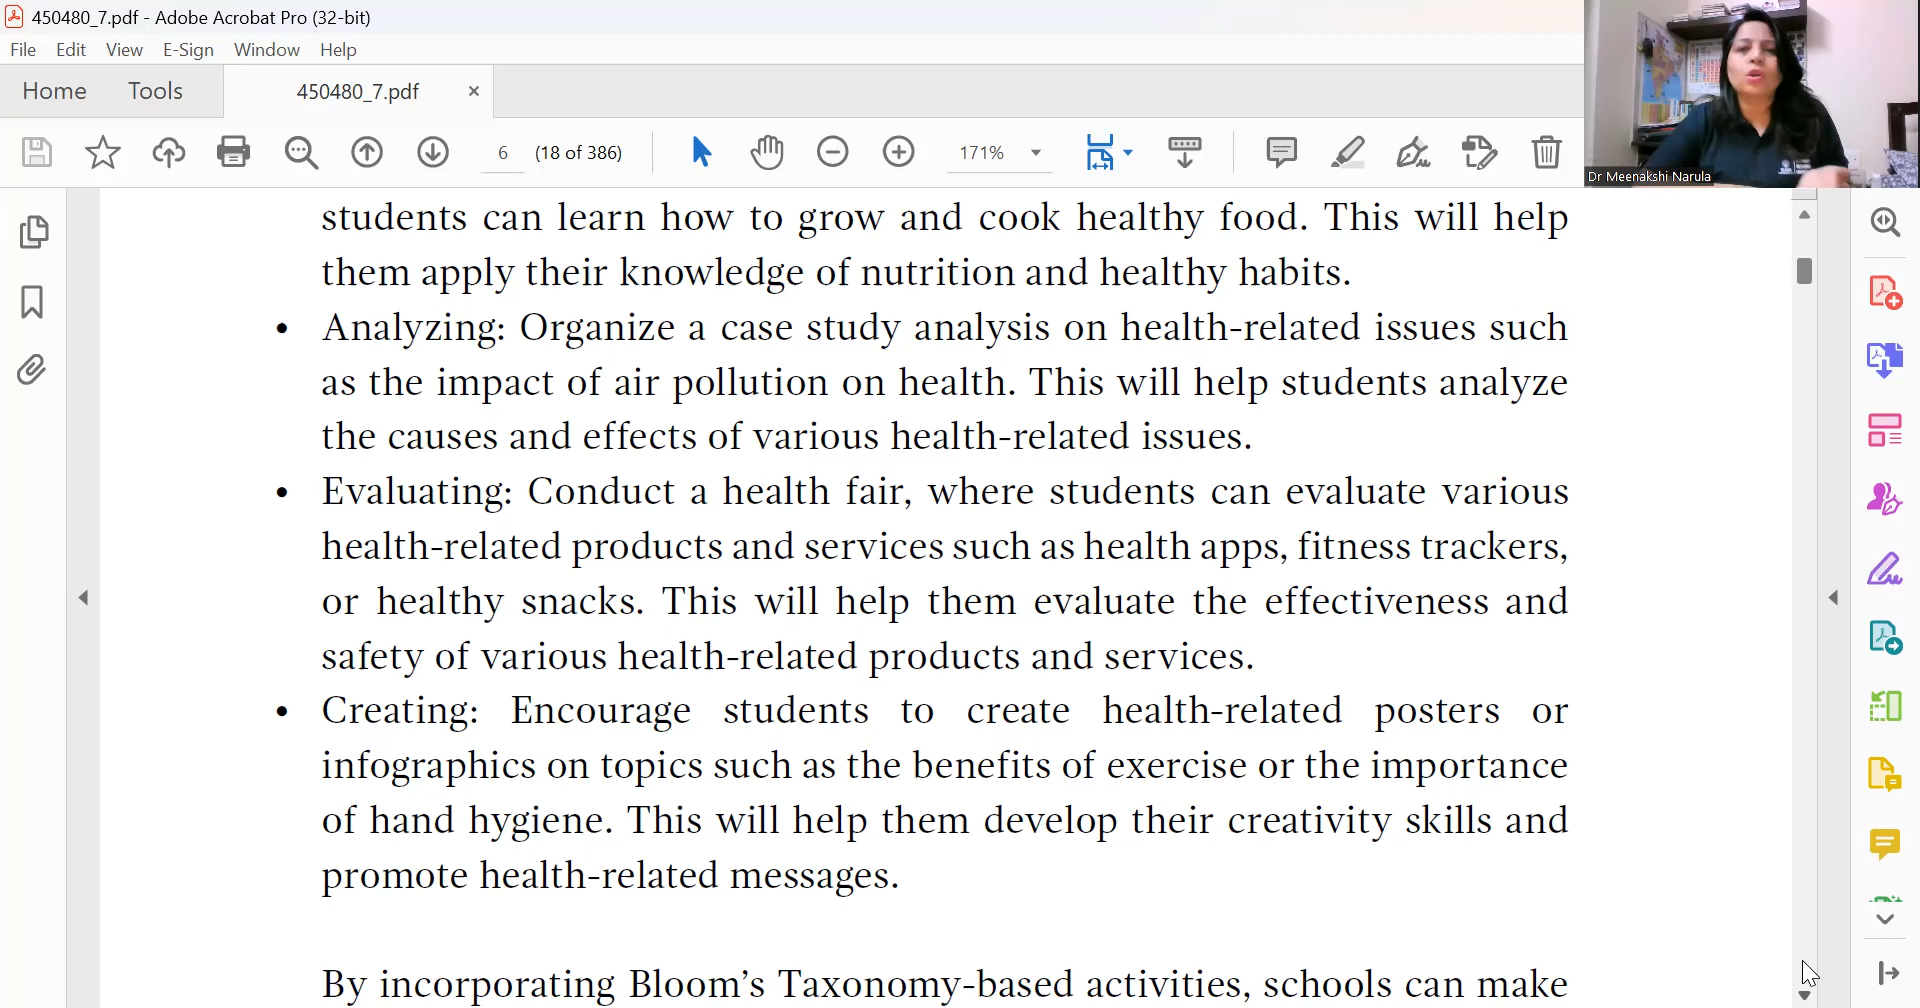 450480_7.pdf - Adobe Acrobat Pro (32-bit)
File Edit View E-Sign Window Help
Home Tools 450480_7.pdf ×
6 (18 of 386) 171%
Dr Meenakshi Narula
students can learn how to grow and cook healthy food. This will help
them apply their knowledge of nutrition and healthy habits.
• Analyzing: Organize a case study analysis on health-related issues such
as the impact of air pollution on health. This will help students analyze
the causes and effects of various health-related issues.
• Evaluating: Conduct a health fair, where students can evaluate various
health-related products and services such as health apps, fitness trackers,
or healthy snacks. This will help them evaluate the effectiveness and
safety of various health-related products and services.
• Creating: Encourage students to create health-related posters or
infographics on topics such as the benefits of exercise or the importance
of hand hygiene. This will help them develop their creativity skills and
promote health-related messages.
By incorporating Bloom’s Taxonomy-based activities, schools can make